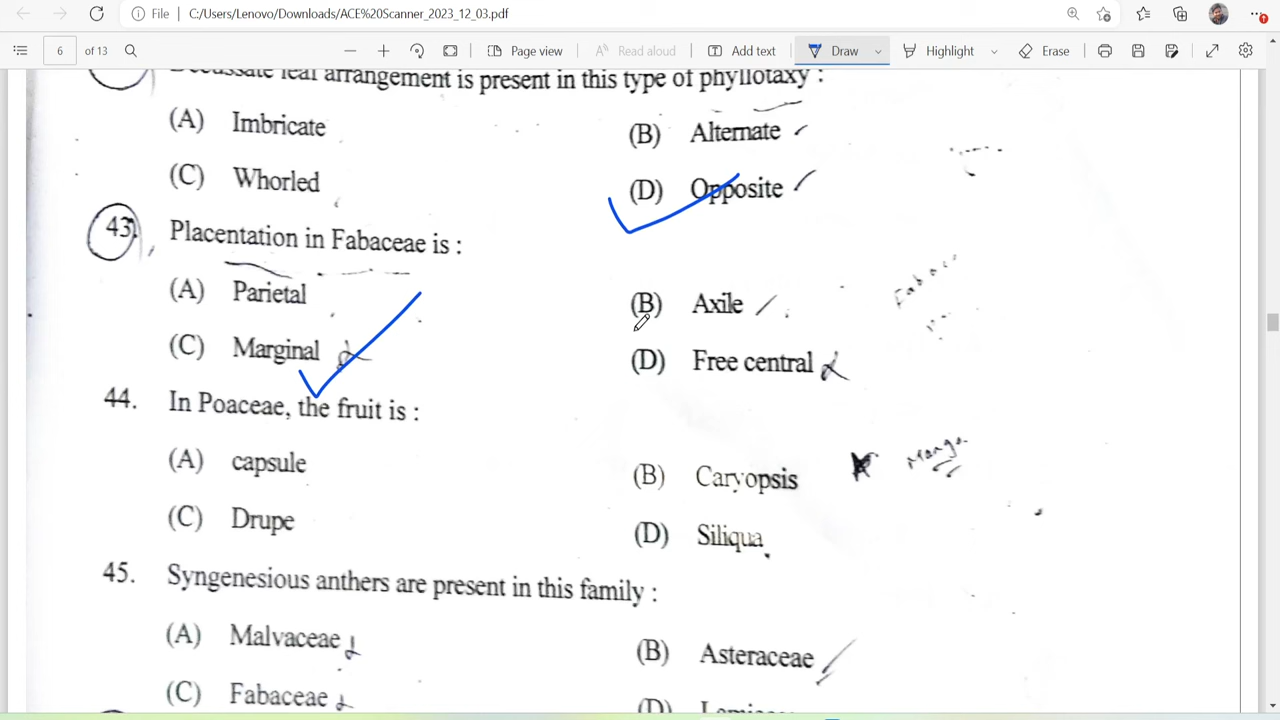 File C:/Users/Lenovo/Downloads/ACE%20Scanner_2023_12_03.pdf
6 of 13 Page view Read aloud Add text Draw Highlight Erase
Decussate leaf arrangement is present in this type of phyllotaxy :
(A) Imbricate (B) Alternate
(C) Whorled (D) Opposite
43. Placentation in Fabaceae is :
(A) Parietal (B) Axile
(C) Marginal (D) Free central
44. In Poaceae, the fruit is :
(A) capsule (B) Caryopsis
Mango
(C) Drupe (D) Siliqua
45. Syngenesious anthers are present in this family :
(A) Malvaceae (B) Asteraceae
(C) Fabaceae (D)